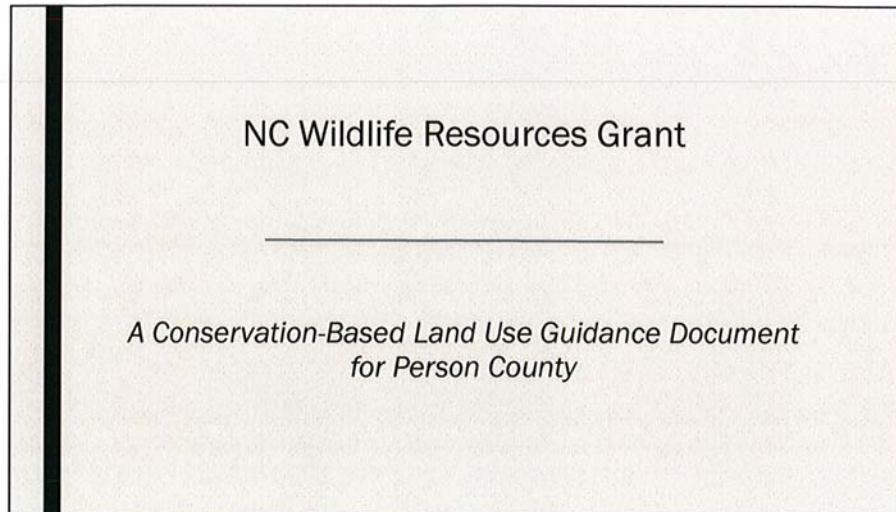 NC Wildlife Resources Grant
A Conservation-Based Land Use Guidance Document
for Person County